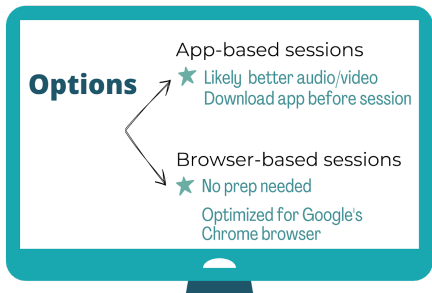 Options
App-based sessions
Likely better audio/video
Download app before session
Browser-based sessions
No prep needed
Optimized for Google's
Chrome browser